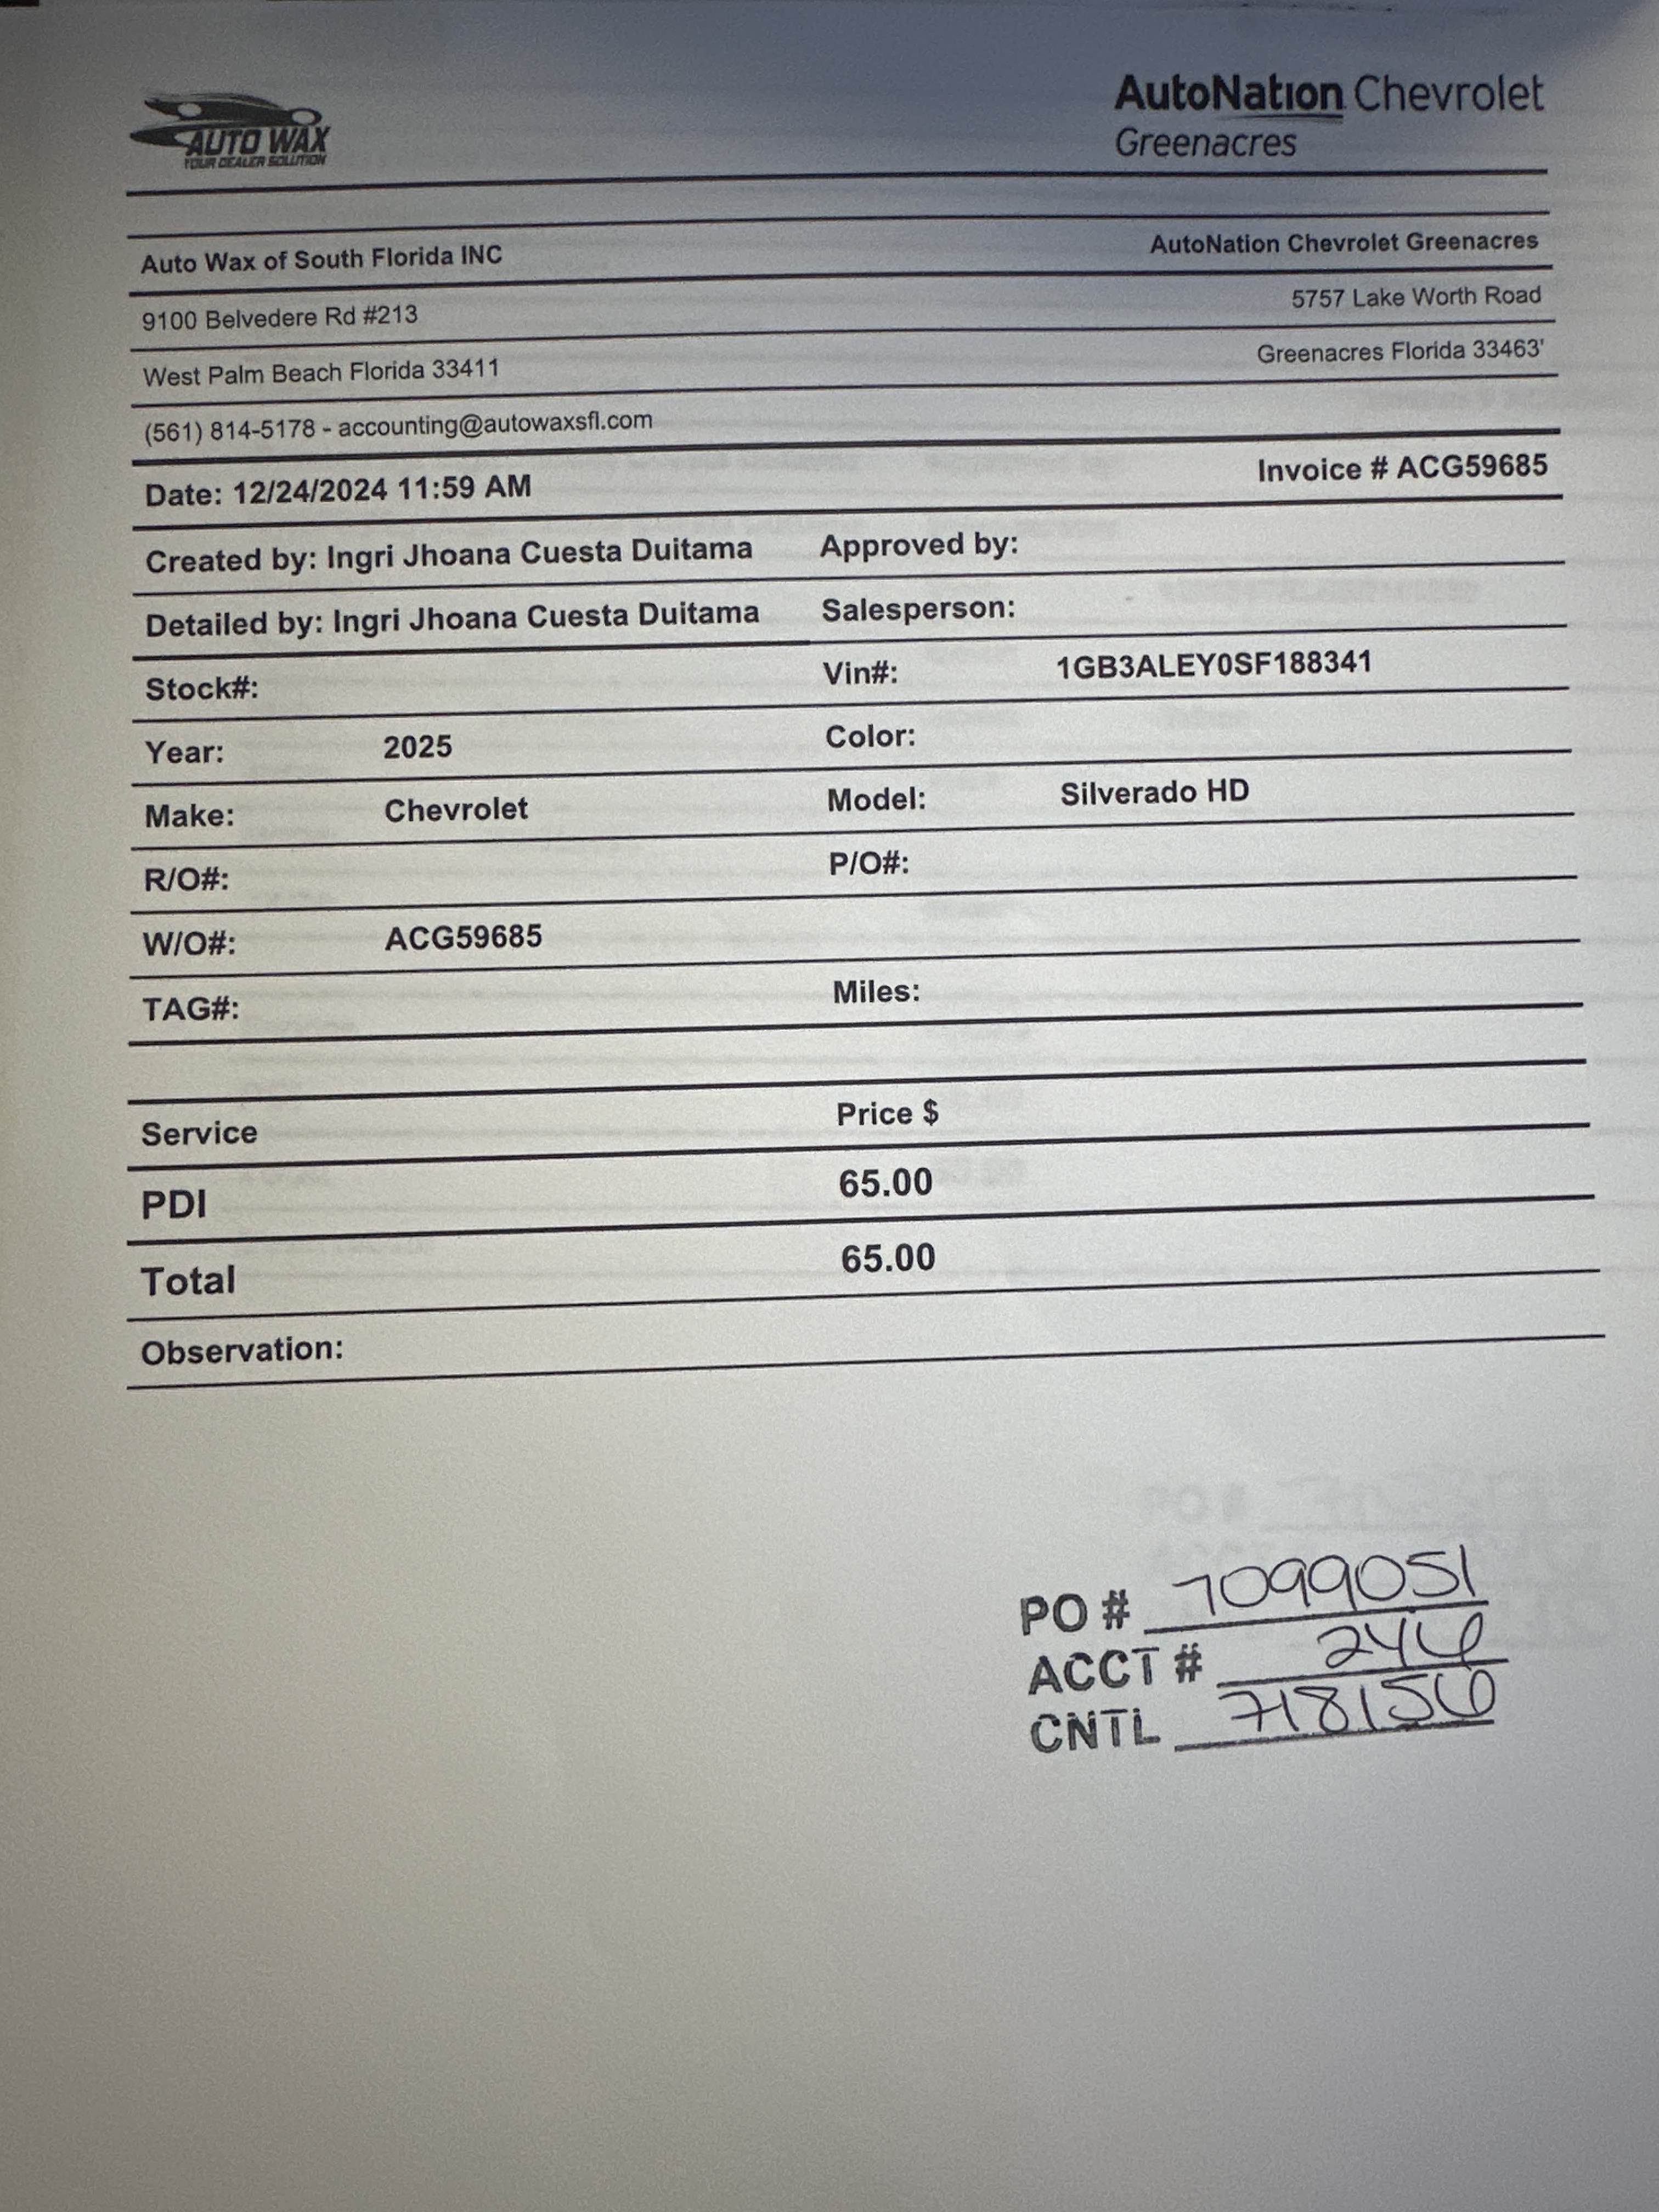 AUTO WAX
YOUR DEALER SOLUTION
AutoNation Chevrolet
Greenacres
Auto Wax of South Florida INC AutoNation Chevrolet Greenacres
9100 Belvedere Rd #213 5757 Lake Worth Road
West Palm Beach Florida 33411 Greenacres Florida 33463'
(561) 814-5178 - accounting@autowaxsfl.com
Date: 12/24/2024 11:59 AM Invoice # ACG59685
Created by: Ingri Jhoana Cuesta Duitama Approved by:
Detailed by: Ingri Jhoana Cuesta Duitama Salesperson:
Stock#: Vin#: 1GB3ALEY0SF188341
Year: 2025 Color:
Make: Chevrolet Model: Silverado HD
R/O#: P/O#:
W/O#: ACG59685
TAG#: Miles:
Service Price $
PDI 65.00
Total 65.00
Observation:
PO # 7099051
ACCT # 246
CNTL 718156